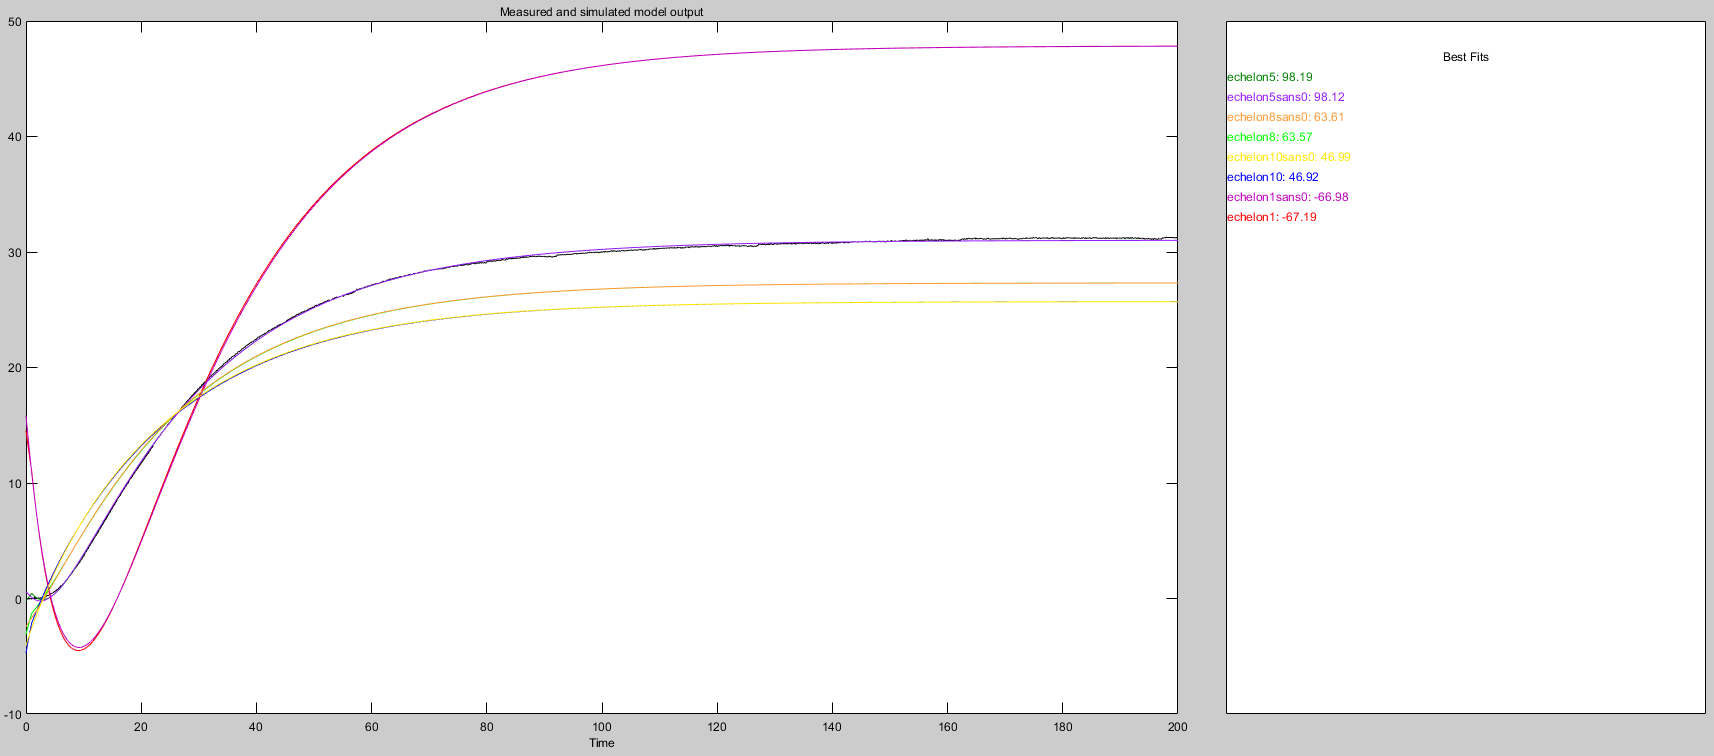 Measured and simulated model output
50
40
30
20
10
0
-10
0 20 40 60 80 100 120 140 160 180 200
Time
Best Fits
echelon5: 98.19
echelon5sans0: 98.12
echelon8sans0: 63.61
echelon8: 63.57
echelon10sans0: 46.99
echelon10: 46.92
echelon1sans0: -66.98
echelon1: -67.19